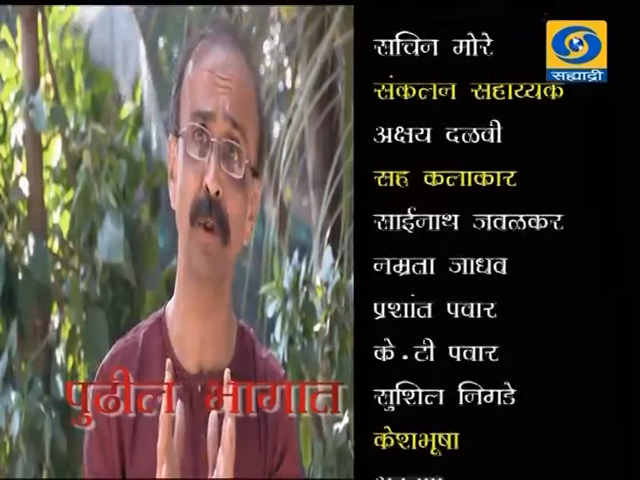 सह्याद्री
सचिन मोरे
संकलन सहाय्यक
अक्षय दळवी
सह कलाकार
साईनाथ जवळकर
नम्रता जाधव
प्रशांत पवार
के.टी पवार
सुशिल निगडे
केशभूषा
पुढील भागात